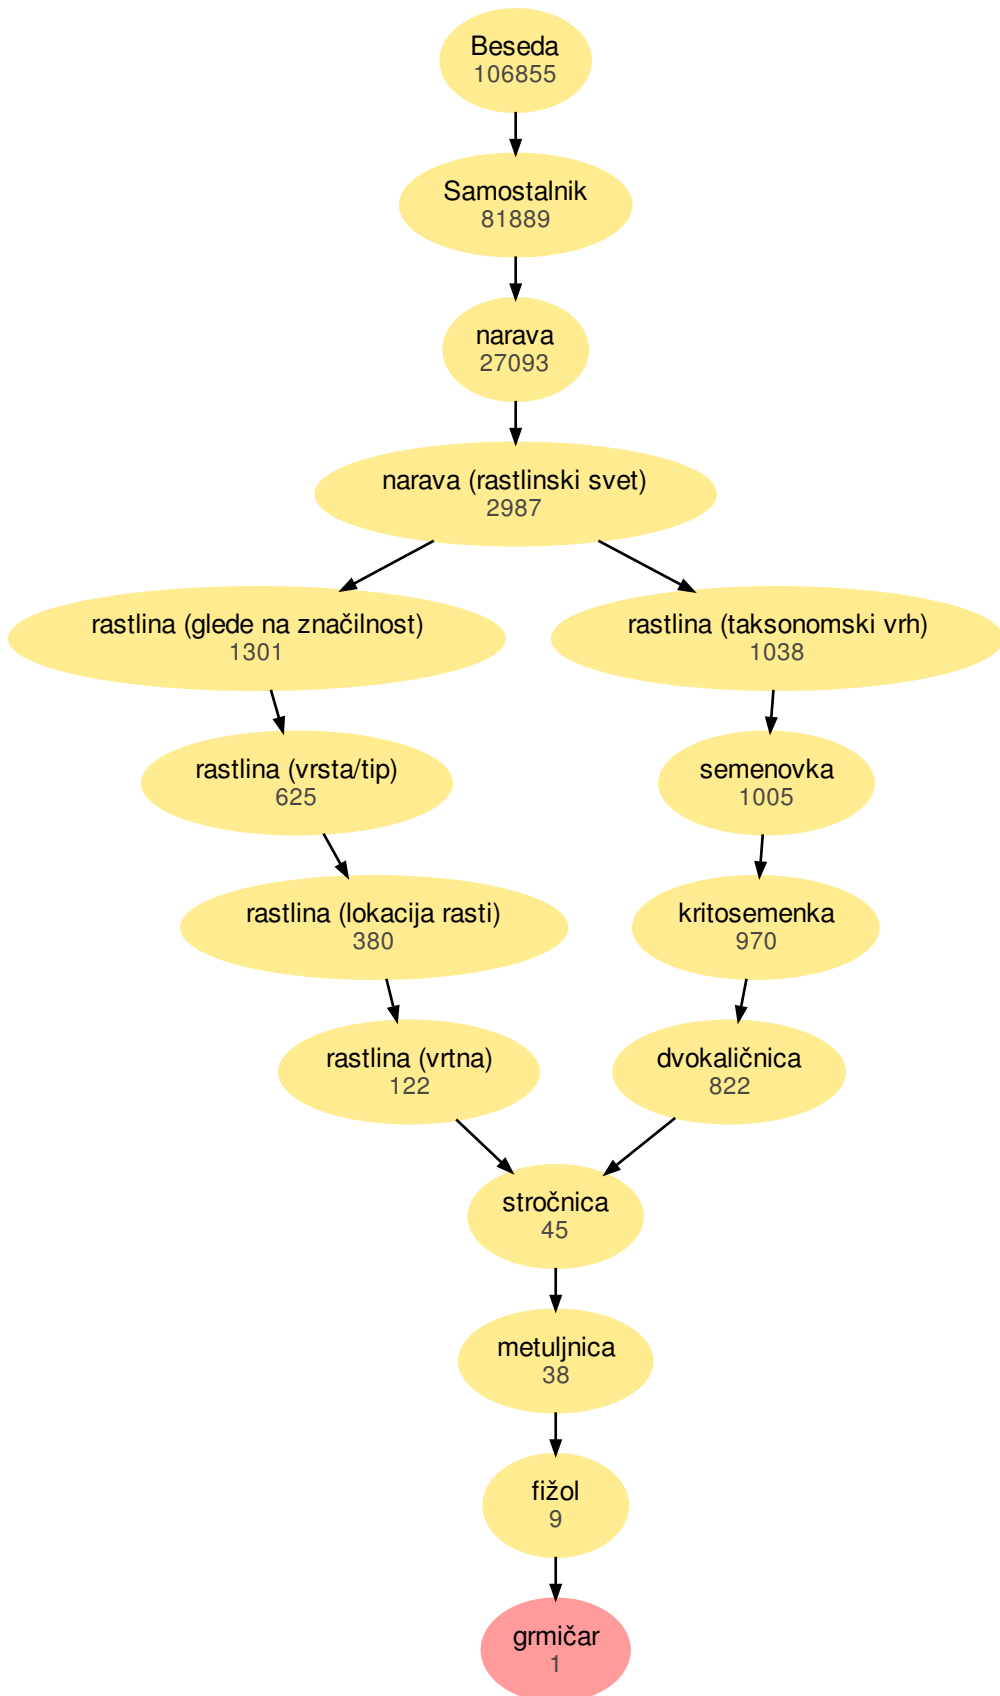 Beseda
106855
Samostalnik
81889
narava
27093
narava (rastlinski svet)
2987
rastlina (glede na značilnost)
1301
rastlina (taksonomski vrh)
1038
rastlina (vrsta/tip)
625
semenovka
1005
rastlina (lokacija rasti)
380
kritosemenka
970
rastlina (vrtna)
122
dvokaličnica
822
stročnica
45
metuljnica
38
fižol
9
grmičar
1